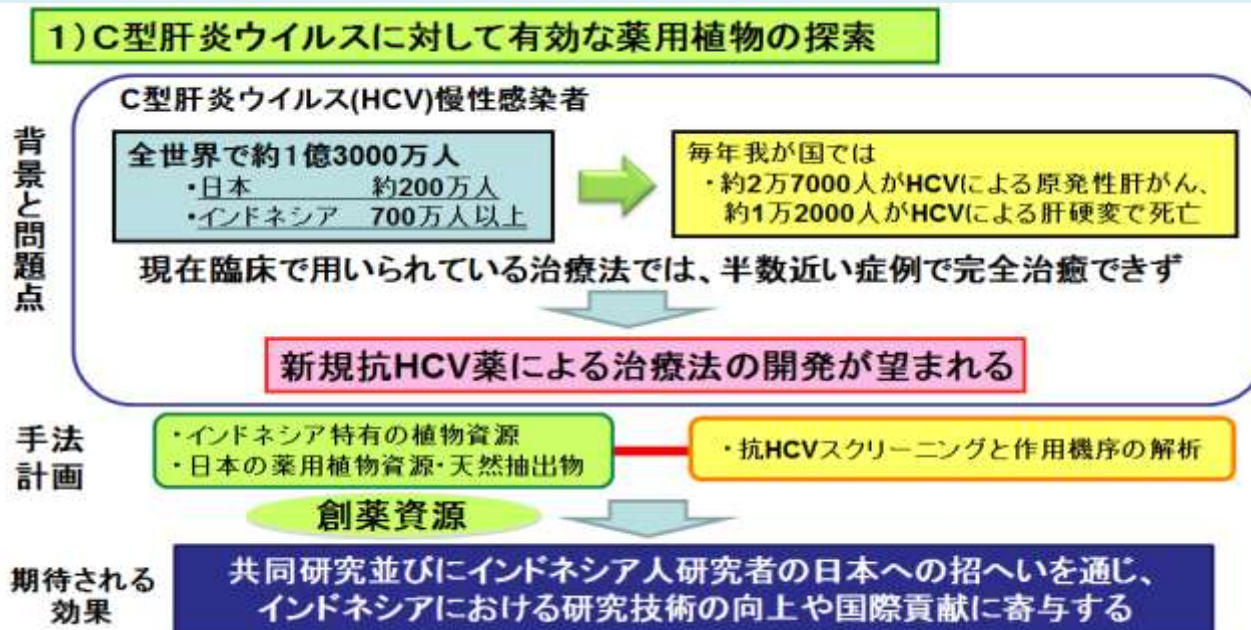 1)C型肝炎ウイルスに対して有効な薬用植物の探索
背景と問題点
C型肝炎ウイルス(HCV)慢性感染者
全世界で約1億3000万人
・日本 約200万人
・インドネシア 700万人以上
毎年我が国では
・約2万7000人がHCVによる原発性肝がん、
約1万2000人がHCVによる肝硬変で死亡
現在臨床で用いられている治療法では、半数近い症例で完全治癒できず
新規抗HCV薬による治療法の開発が望まれる
手法
計画
・インドネシア特有の植物資源
・日本の薬用植物資源・天然抽出物
・抗HCVスクリーニングと作用機序の解析
創薬資源
期待される
効果
共同研究並びにインドネシア人研究者の日本への招へいを通じ、
インドネシアにおける研究技術の向上や国際貢献に寄与する